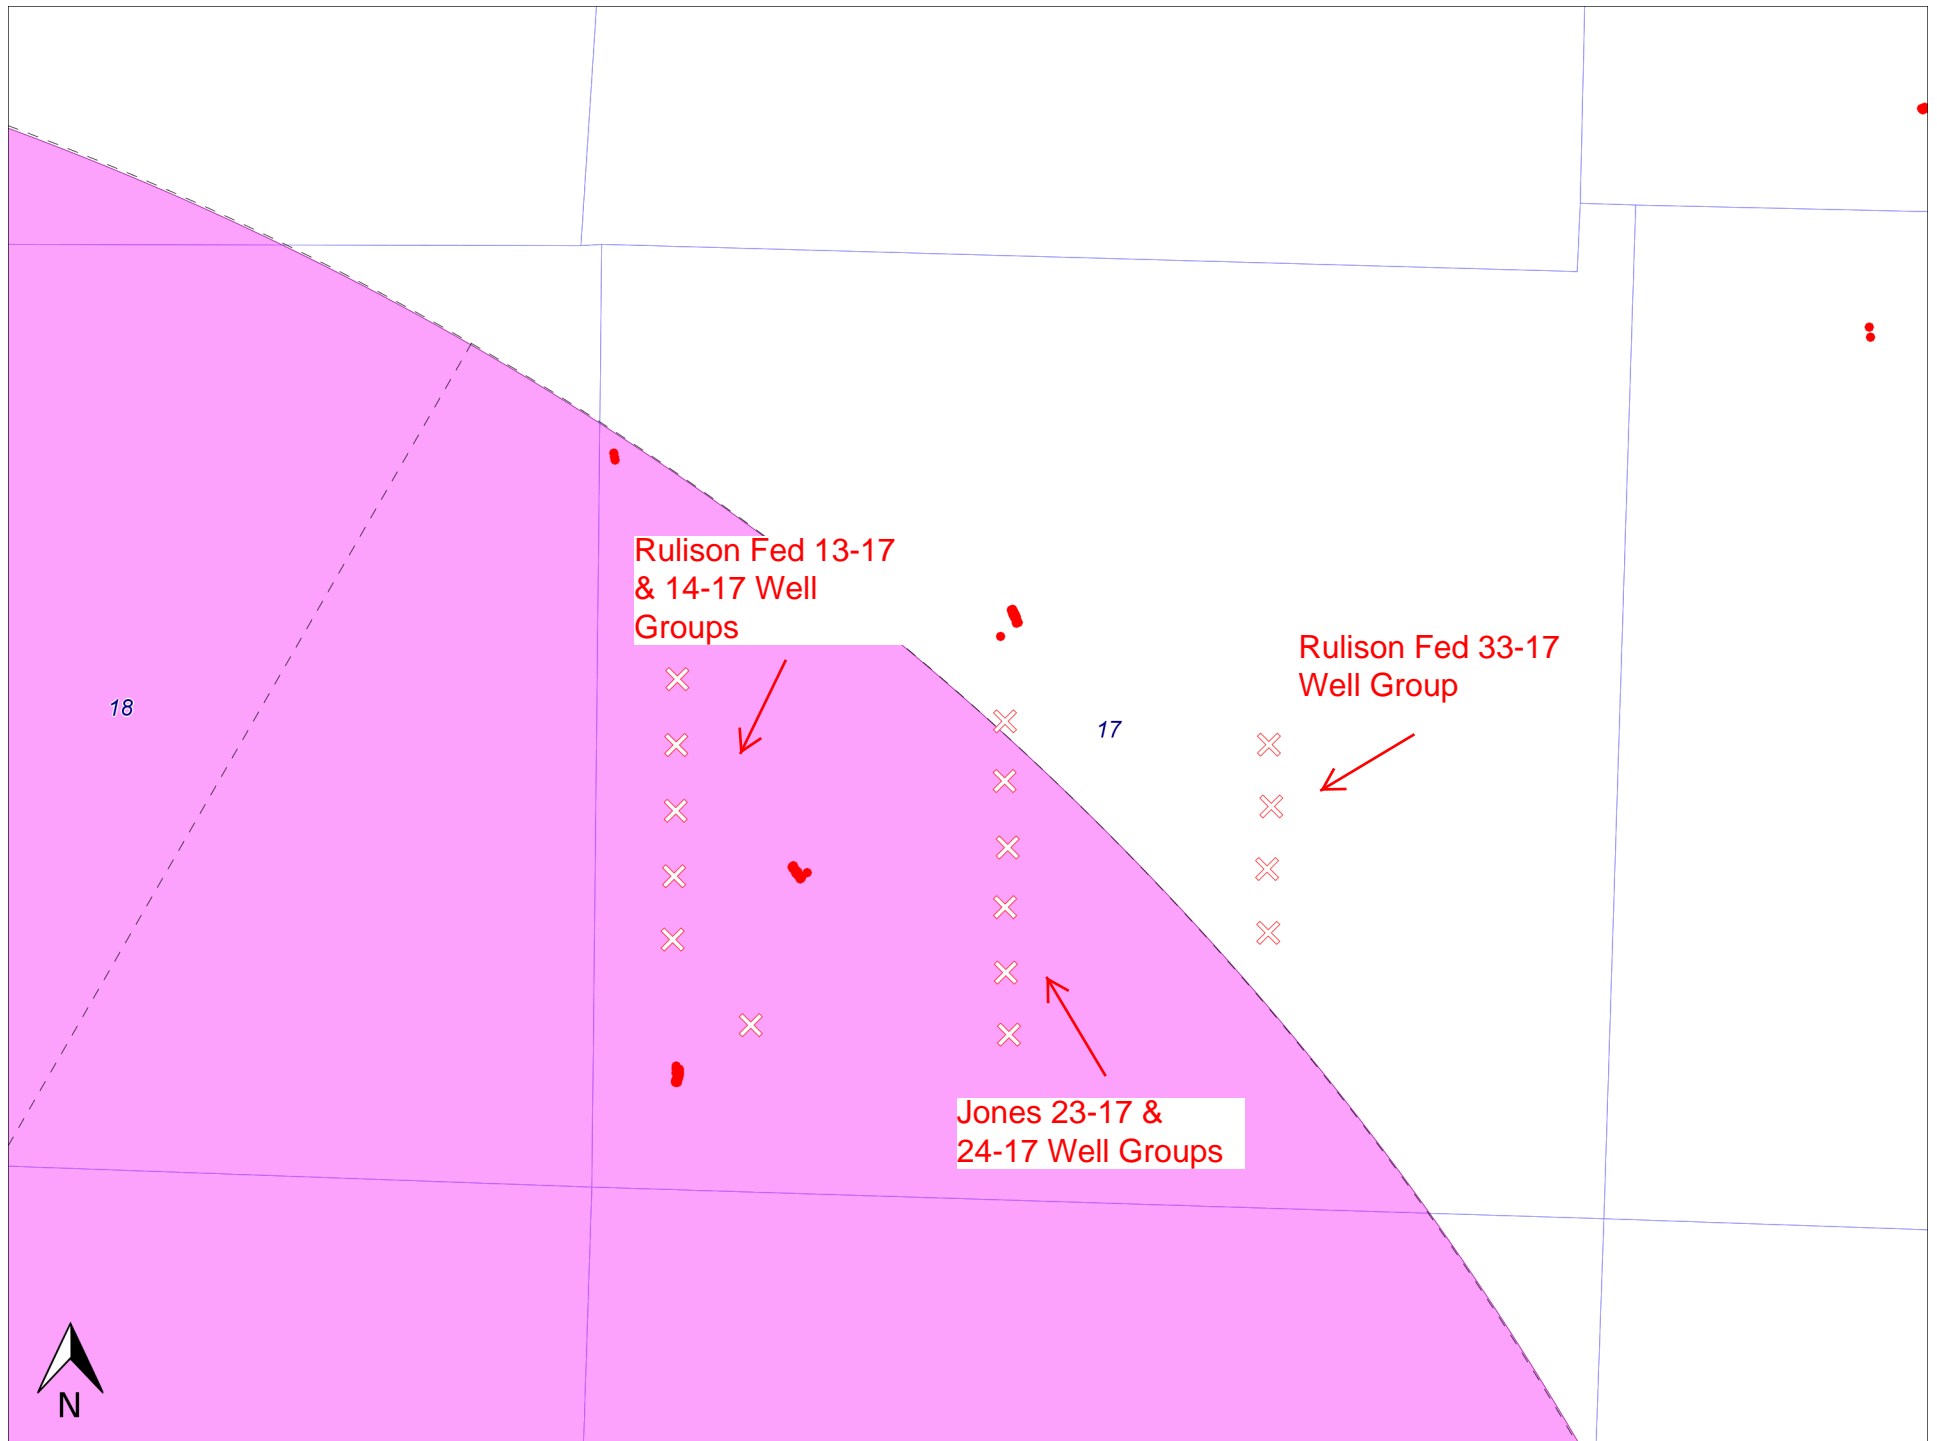 Rulison Fed 13-17
& 14-17 Well
Groups
Rulison Fed 33-17
Well Group
18
17
Jones 23-17 &
24-17 Well Groups
N